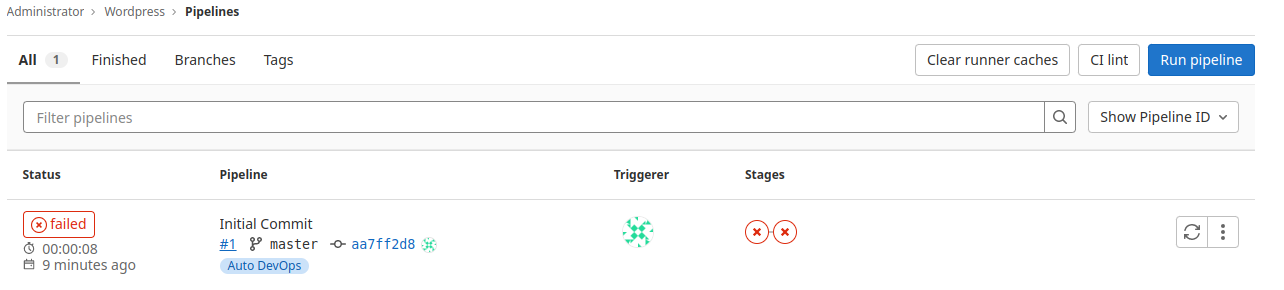 Administrator > Wordpress > Pipelines
All 1 Finished Branches Tags Clear runner caches CI lint Run pipeline
Filter pipelines Show Pipeline ID
Status Pipeline Triggerer Stages
failed Initial Commit
#1 master aa7ff2d8
00:00:08
9 minutes ago Auto DevOps